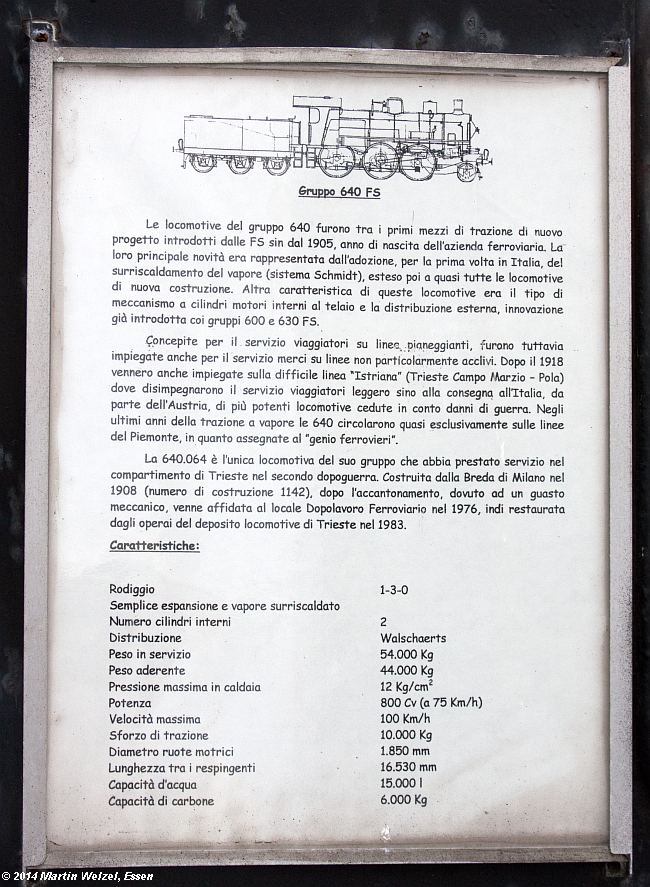 Gruppo 640 FS
Le locomotive del gruppo 640 furono tra i primi mezzi di trazione di nuovo
progetto introdotti dalle FS sin dal 1905, anno di nascita dell'azienda ferroviaria. La
loro principale novità era rappresentata dall'adozione, per la prima volta in Italia, del
surriscaldamento del vapore (sistema Schmidt), esteso poi a quasi tutte le locomotive
di nuova costruzione. Altra caratteristica di queste locomotive era il tipo di
meccanismo a cilindri motori interni al telaio e la distribuzione esterna, innovazione
già introdotta coi gruppi 600 e 630 FS.
Concepite per il servizio viaggiatori su linee pianeggianti, furono tuttavia
impiegate anche per il servizio merci su linee non particolarmente acclivi. Dopo il 1918
vennero anche impiegate sulla difficile linea "Istriana" (Trieste Campo Marzio – Pola)
dove disimpegnarono il servizio viaggiatori leggero sino alla consegna all'Italia, da
parte dell'Austria, di più potenti locomotive cedute in conto danni di guerra. Negli
ultimi anni della trazione a vapore le 640 circolarono quasi esclusivamente sulle linee
del Piemonte, in quanto assegnate al "genio ferrovieri".
La 640.064 è l'unica locomotiva del suo gruppo che abbia prestato servizio nel
compartimento di Trieste nel secondo dopoguerra. Costruita dalla Breda di Milano nel
1908 (numero di costruzione 1142), dopo l'accantonamento, dovuto ad un guasto
meccanico, venne affidata al locale Dopolavoro Ferroviario nel 1976, indi restaurata
dagli operai del deposito locomotive di Trieste nel 1983.
Caratteristiche:
Rodiggio 1-3-0
Semplice espansione e vapore surriscaldato
Numero cilindri interni 2
Distribuzione Walschaerts
Peso in servizio 54.000 Kg
Peso aderente 44.000 Kg
Pressione massima in caldaia 12 Kg/cm²
Potenza 800 Cv (a 75 Km/h)
Velocità massima 100 Km/h
Sforzo di trazione 10.000 Kg
Diametro ruote motrici 1.850 mm
Lunghezza tra i respingenti 16.530 mm
Capacità d'acqua 15.000 l
Capacità di carbone 6.000 Kg
© 2014 Martin Welzel, Essen